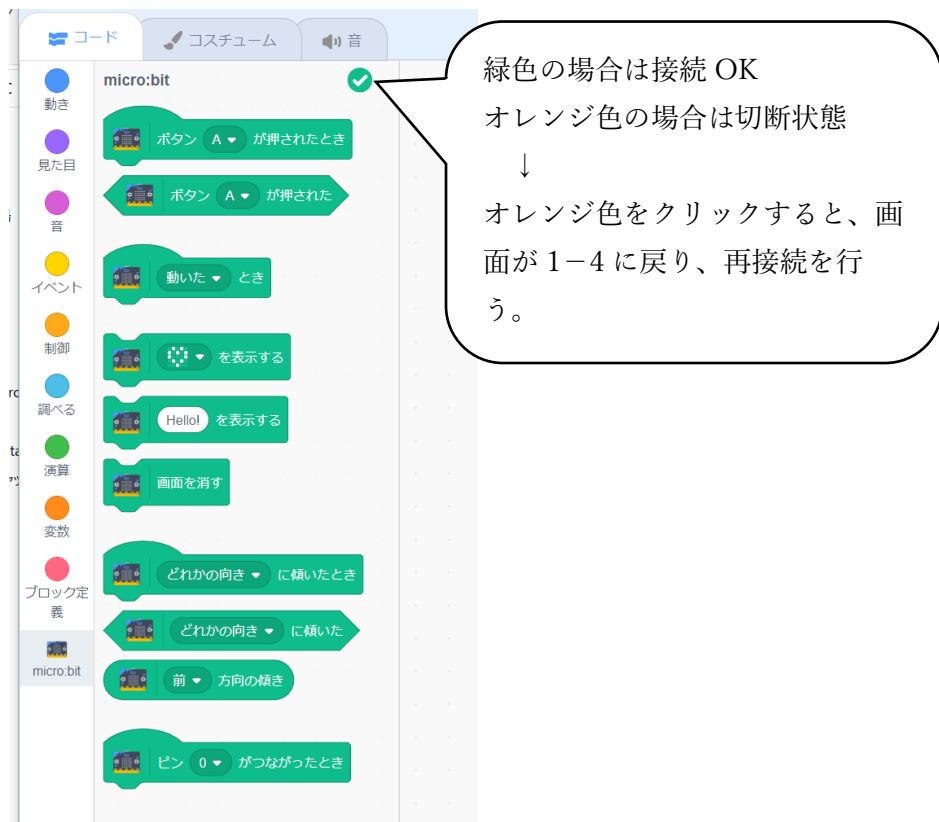 コード
コスチューム
音
micro:bit
動き
見た目
音
イベント
制御
調べる
演算
変数
ブロック定
義
micro:bit
ボタン A が押されたとき
ボタン A が押された
動いた とき
を表示する
Hello! を表示する
画面を消す
どれかの向き に傾いたとき
どれかの向き に傾いた
前 方向の傾き
ピン 0 がつながったとき
緑色の場合は接続 OK
オレンジ色の場合は切断状態
↓
オレンジ色をクリックすると、画
面が 1－4 に戻り、再接続を行
う。